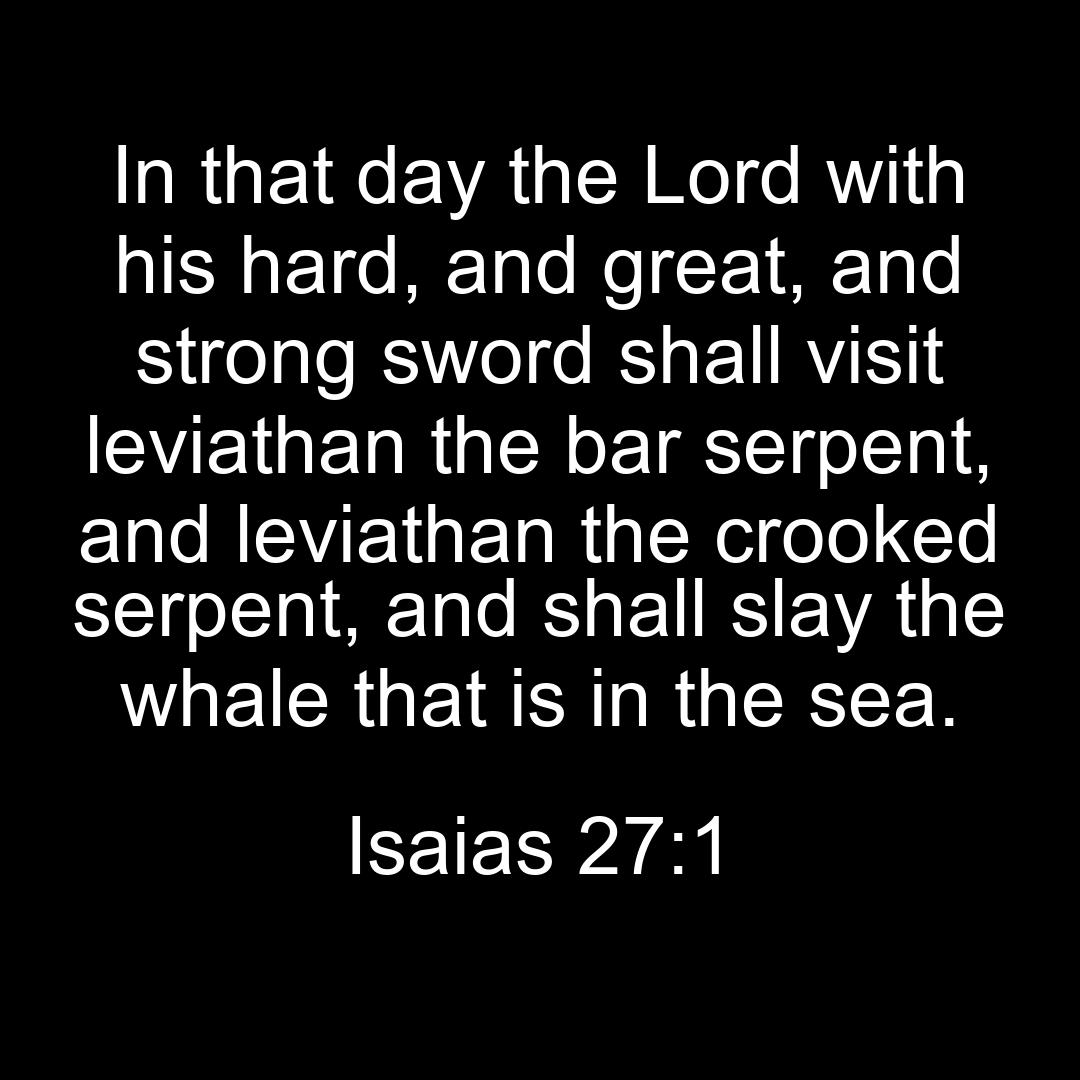 In that day the Lord with
his hard, and great, and
strong sword shall visit
leviathan the bar serpent,
and leviathan the crooked
serpent, and shall slay the
whale that is in the sea.
Isaias 27:1